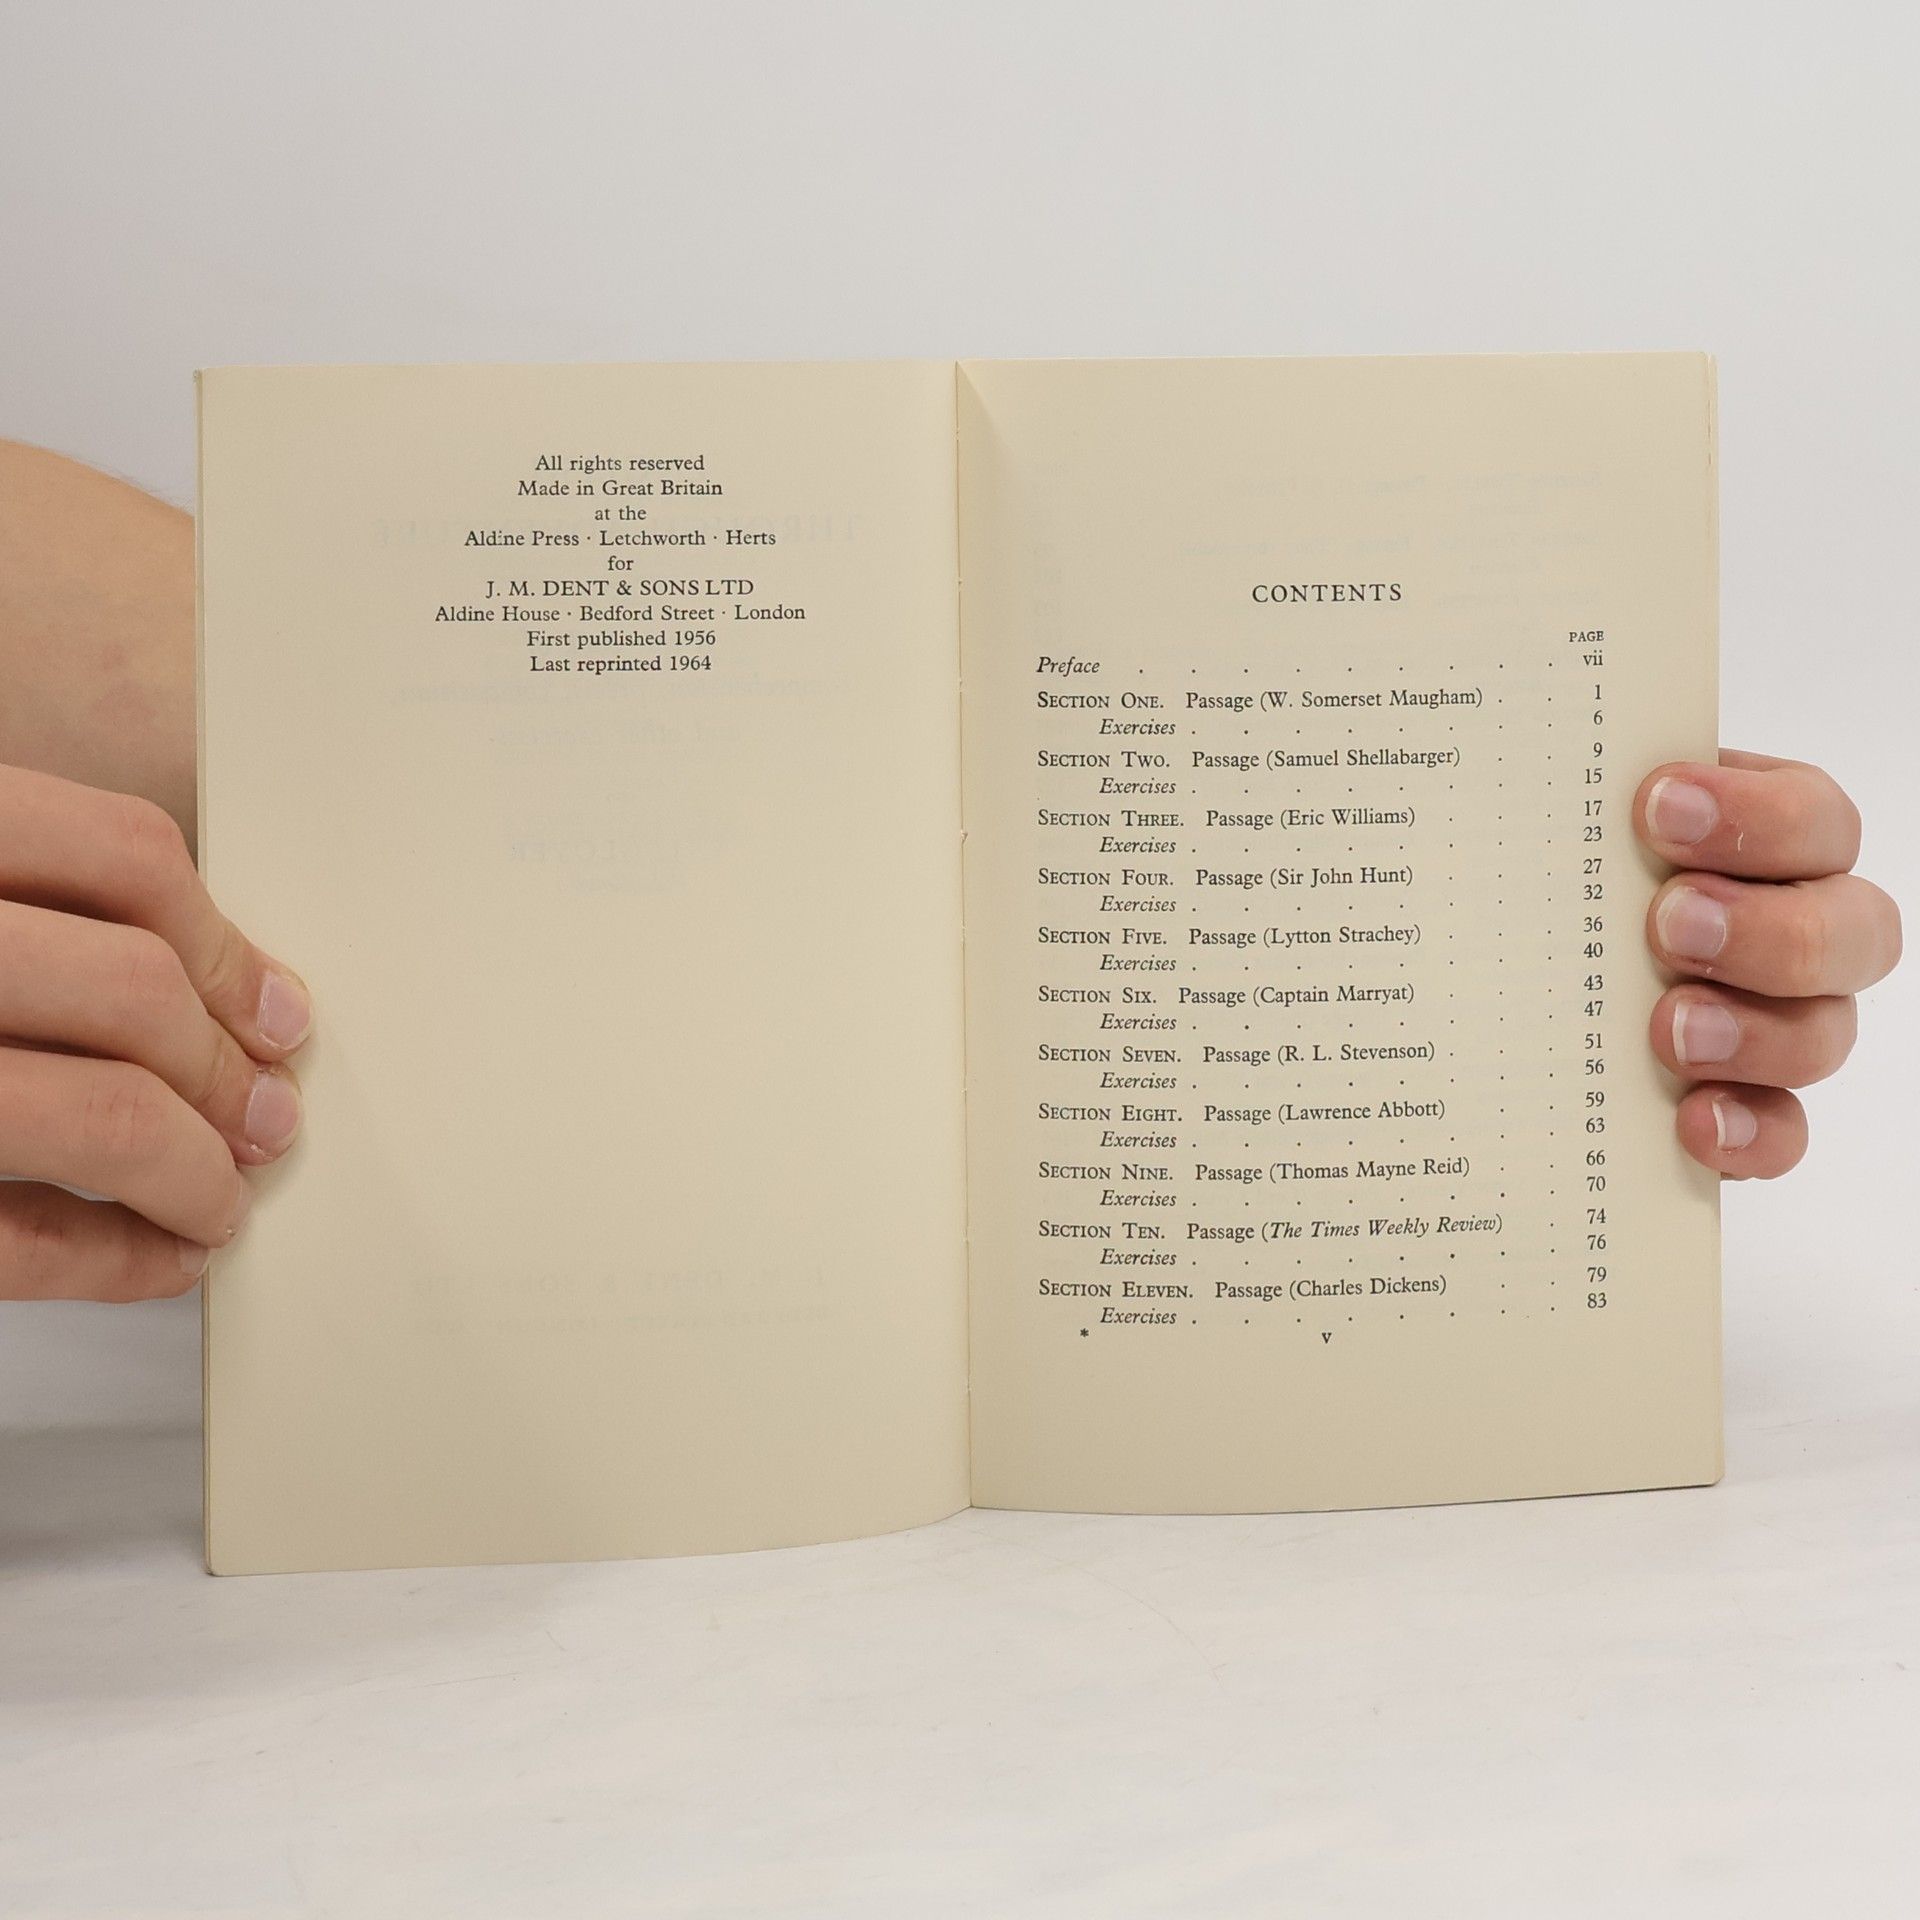 All rights reserved
Made in Great Britain
at the
Aldine Press · Letchworth · Herts
for
J. M. DENT & SONS LTD
Aldine House · Bedford Street · London
First published 1956
Last reprinted 1964
CONTENTS
PAGE
Preface . . . . . . . . . vii
SECTION ONE. Passage (W. Somerset Maugham) . . 1
Exercises . . . . . . . . 6
SECTION TWO. Passage (Samuel Shellabarger) . . 9
Exercises . . . . . . . . 15
SECTION THREE. Passage (Eric Williams) . . . 17
Exercises . . . . . . . . 23
SECTION FOUR. Passage (Sir John Hunt) . . . 27
Exercises . . . . . . . . 32
SECTION FIVE. Passage (Lytton Strachey) . . . 36
Exercises . . . . . . . . 40
SECTION SIX. Passage (Captain Marryat) . . . 43
Exercises . . . . . . . . 47
SECTION SEVEN. Passage (R. L. Stevenson) . . . 51
Exercises . . . . . . . . 56
SECTION EIGHT. Passage (Lawrence Abbott) . . 59
Exercises . . . . . . . . 63
SECTION NINE. Passage (Thomas Mayne Reid) . . 66
Exercises . . . . . . . . 70
SECTION TEN. Passage (The Times Weekly Review) . 74
Exercises . . . . . . . . 76
SECTION ELEVEN. Passage (Charles Dickens) . . 79
Exercises . . . . . . . . 83
* v